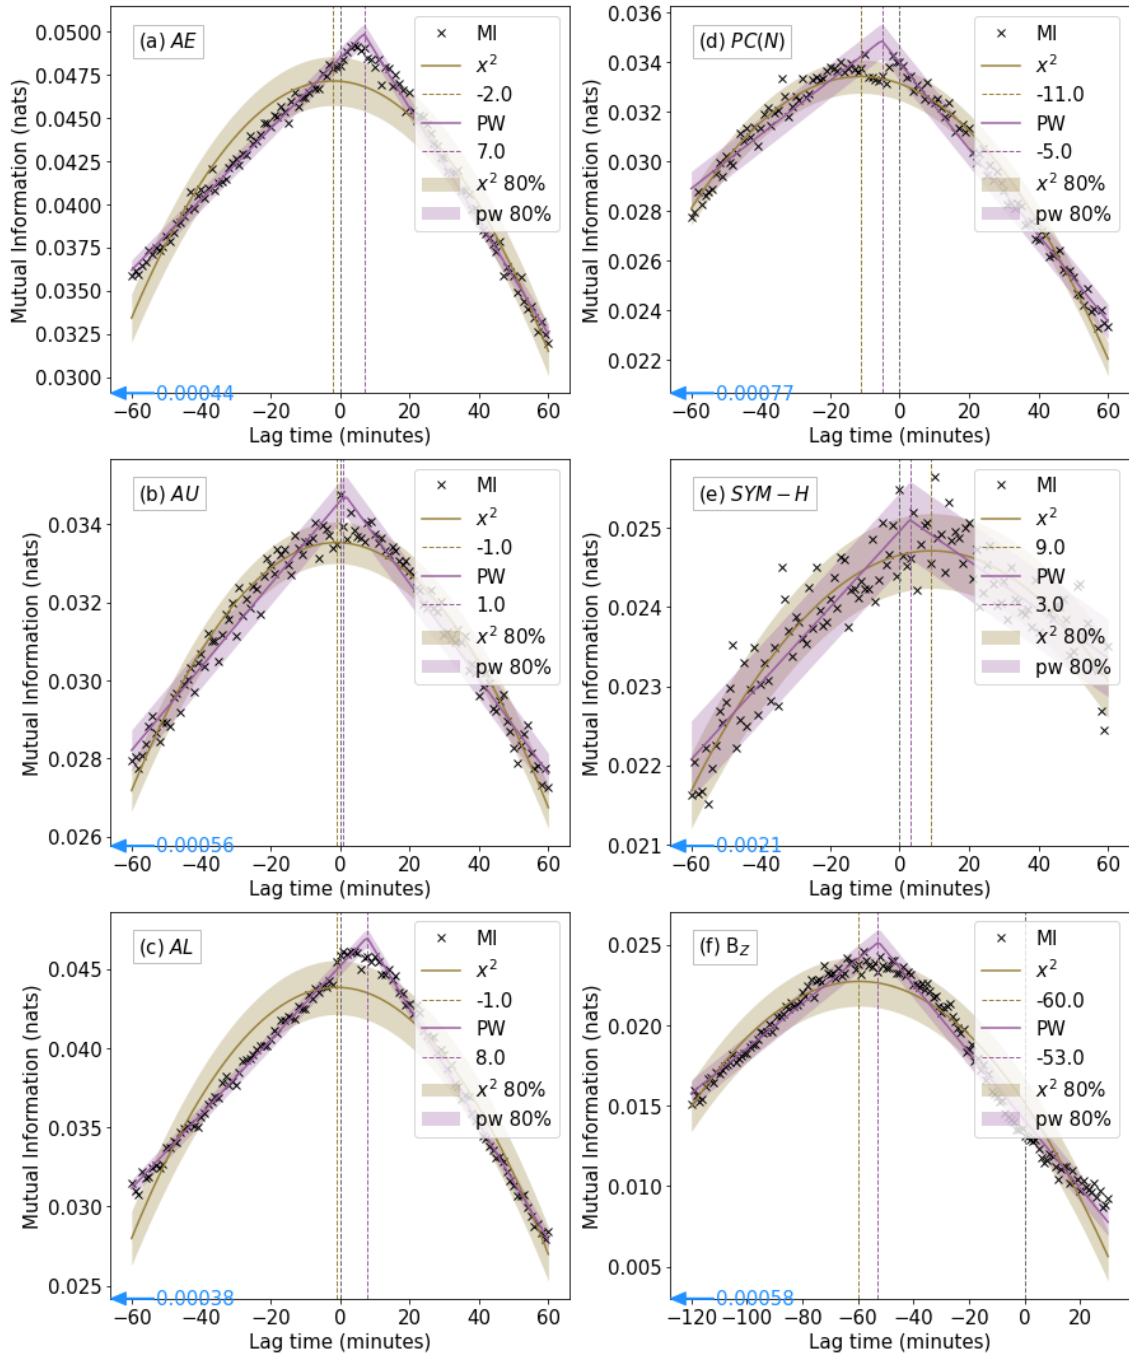 (a) AE
Mutual Information (nats)
0.0500
0.0475
0.0450
0.0425
0.0400
0.0375
0.0350
0.0325
0.0300
MI
x²
-2.0
PW
7.0
x² 80%
pw 80%
0.00044
−60 −40 −20 0 20 40 60
Lag time (minutes)
(d) PC(N)
Mutual Information (nats)
0.036
0.034
0.032
0.030
0.028
0.026
0.024
0.022
MI
x²
-11.0
PW
-5.0
x² 80%
pw 80%
0.00077
−60 −40 −20 0 20 40 60
Lag time (minutes)
(b) AU
Mutual Information (nats)
0.034
0.032
0.030
0.028
0.026
MI
x²
-1.0
PW
1.0
x² 80%
pw 80%
0.00056
−60 −40 −20 0 20 40 60
Lag time (minutes)
(e) SYM − H
Mutual Information (nats)
0.025
0.024
0.023
0.022
0.021
MI
x²
9.0
PW
3.0
x² 80%
pw 80%
0.0021
−60 −40 −20 0 20 40 60
Lag time (minutes)
(c) AL
Mutual Information (nats)
0.045
0.040
0.035
0.030
0.025
MI
x²
-1.0
PW
8.0
x² 80%
pw 80%
0.00038
−60 −40 −20 0 20 40 60
Lag time (minutes)
(f) B_Z
Mutual Information (nats)
0.025
0.020
0.015
0.010
0.005
MI
x²
-60.0
PW
-53.0
x² 80%
pw 80%
0.00058
−120 −100 −80 −60 −40 −20 0 20
Lag time (minutes)